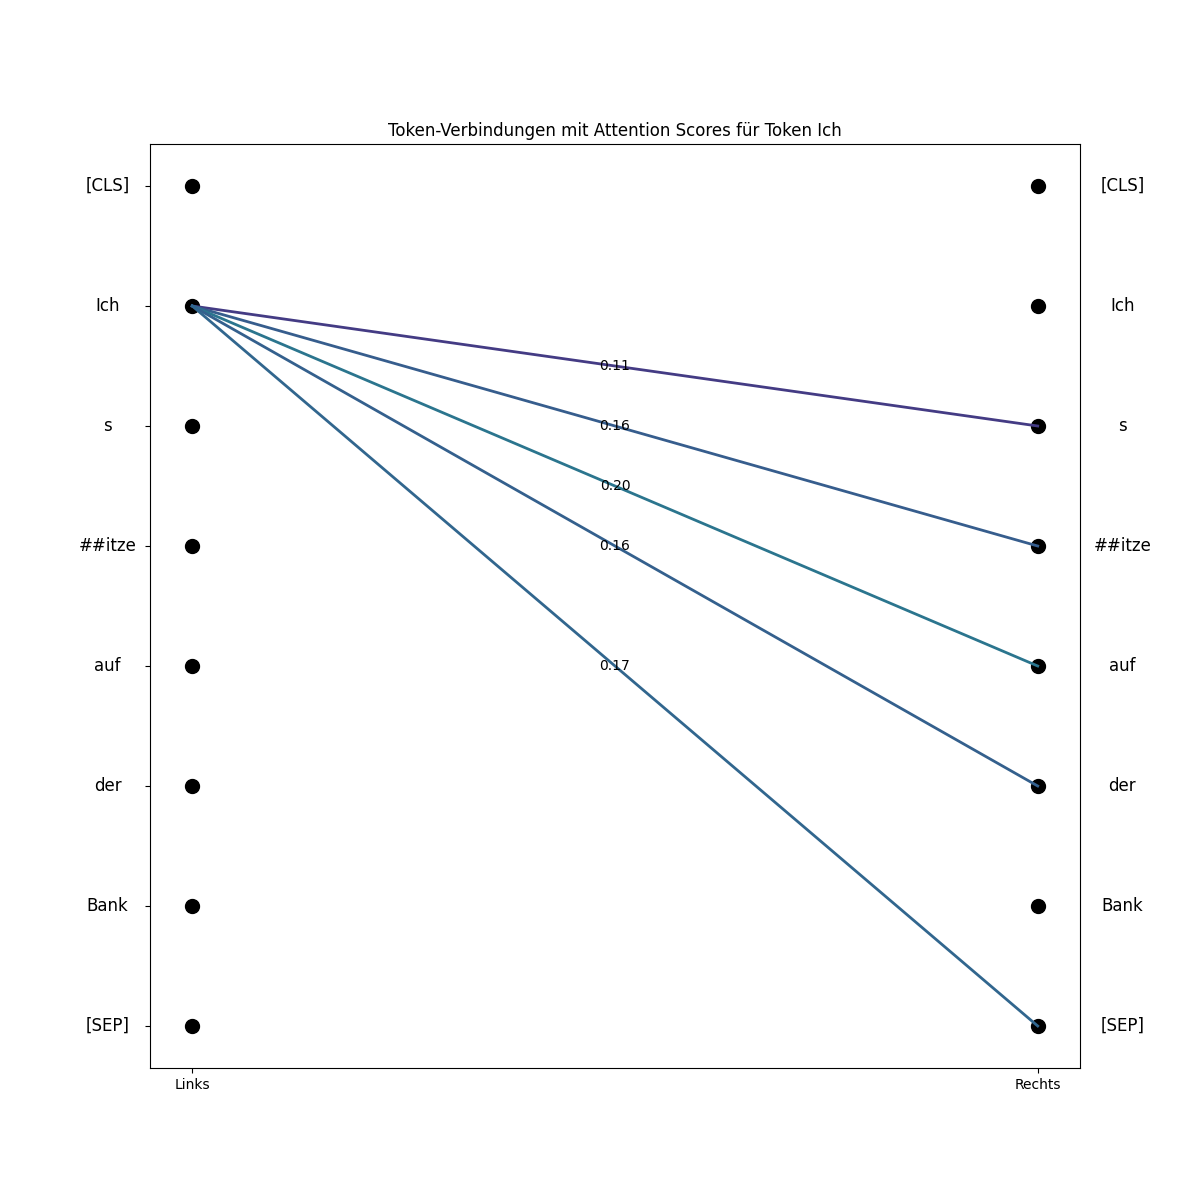 Token-Verbindungen mit Attention Scores für Token Ich
[CLS] [CLS]
Ich Ich
0.11
s 0.16 s
0.20
##itze 0.16 ##itze
auf 0.17 auf
der der
Bank Bank
[SEP] [SEP]
Links Rechts